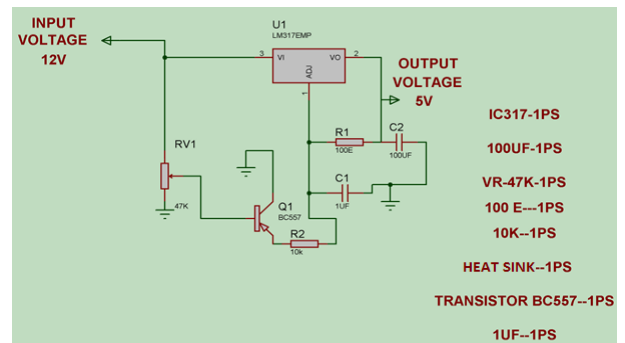 INPUT
VOLTAGE
12V
U1
LM317EMP
3
VI
VO
2
ADJ
1
OUTPUT
VOLTAGE
5V
R1
100E
C2
100UF
RV1
47K
C1
1UF
Q1
BC557
R2
10k
IC317-1PS
100UF-1PS
VR-47K-1PS
100 E---1PS
10K--1PS
HEAT SINK--1PS
TRANSISTOR BC557--1PS
1UF--1PS